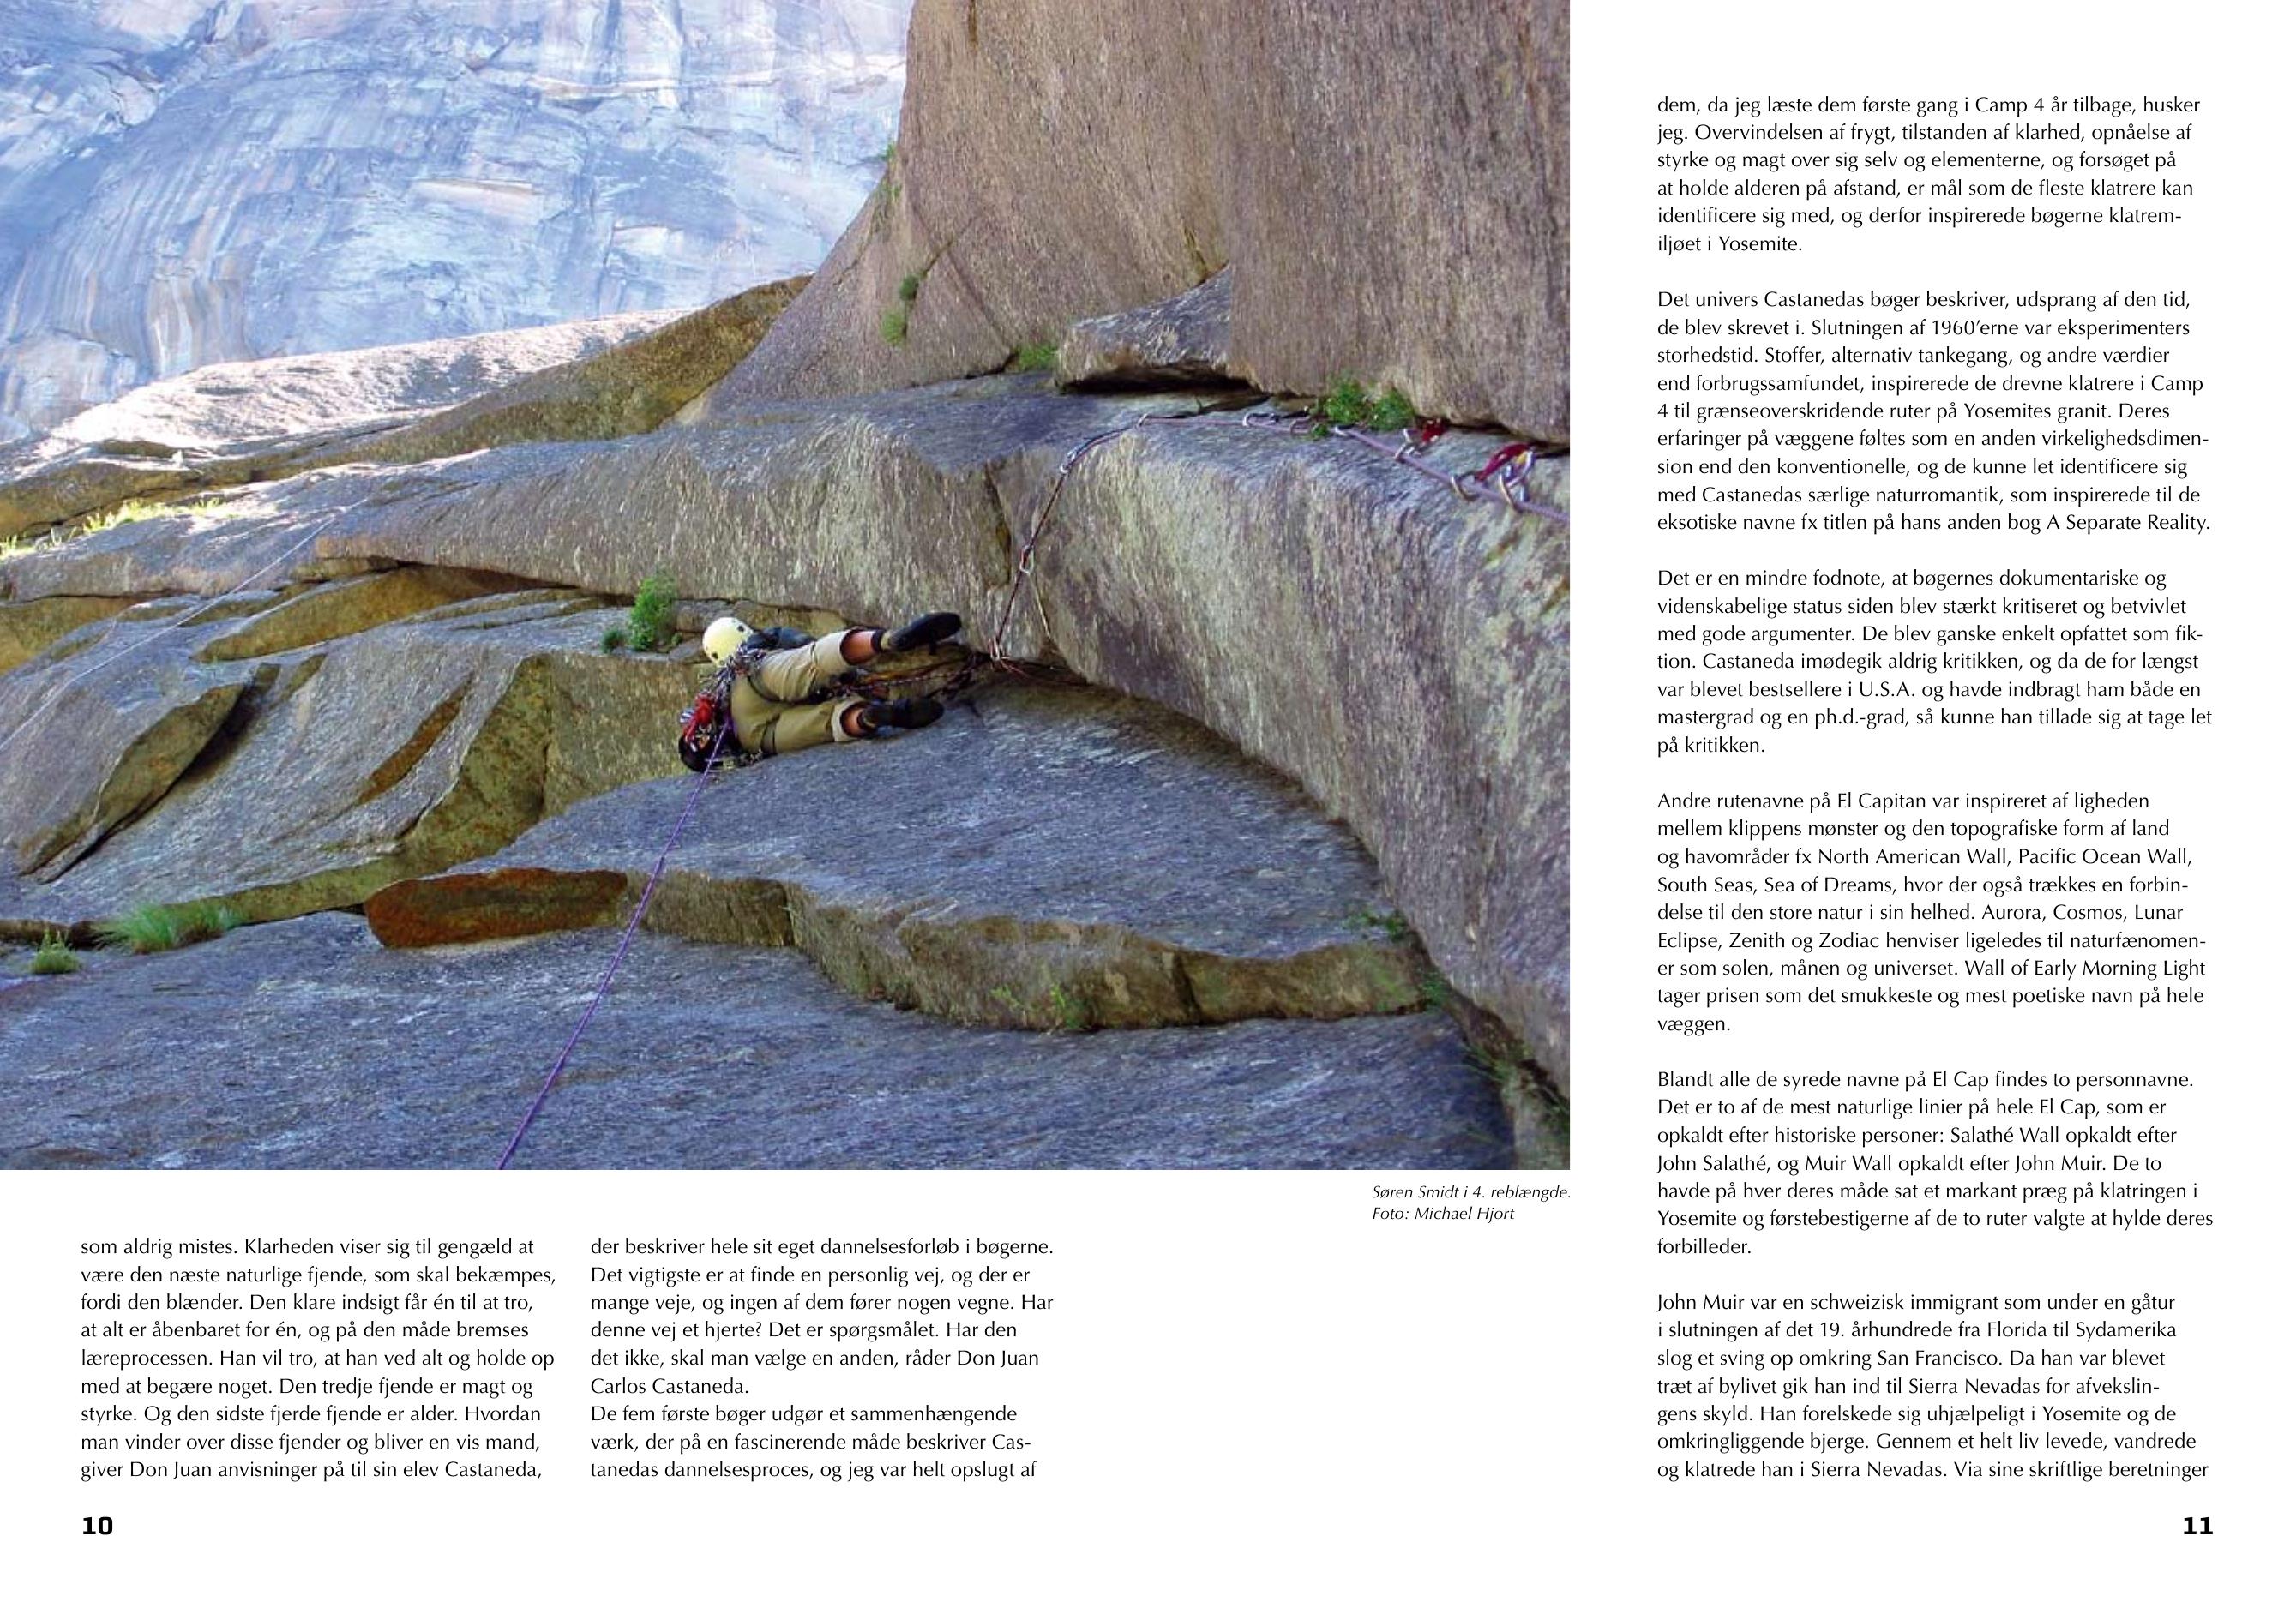 Søren Smidt i 4. reblængde.
Foto: Michael Hjort
som aldrig mistes. Klarheden viser sig til gengæld at
være den næste naturlige fjende, som skal bekæmpes,
fordi den blænder. Den klare indsigt får én til at tro,
at alt er åbenbaret for én, og på den måde bremses
læreprocessen. Han vil tro, at han ved alt og holde op
med at begære noget. Den tredje fjende er magt og
styrke. Og den sidste fjerde fjende er alder. Hvordan
man vinder over disse fjender og bliver en vis mand,
giver Don Juan anvisninger på til sin elev Castaneda,
der beskriver hele sit eget dannelsesforløb i bøgerne.
Det vigtigste er at finde en personlig vej, og der er
mange veje, og ingen af dem fører nogen vegne. Har
denne vej et hjerte? Det er spørgsmålet. Har den
det ikke, skal man vælge en anden, råder Don Juan
Carlos Castaneda.
De fem første bøger udgør et sammenhængende
værk, der på en fascinerende måde beskriver Cas-
tanedas dannelsesproces, og jeg var helt opslugt af
10
dem, da jeg læste dem første gang i Camp 4 år tilbage, husker
jeg. Overvindelsen af frygt, tilstanden af klarhed, opnåelse af
styrke og magt over sig selv og elementerne, og forsøget på
at holde alderen på afstand, er mål som de fleste klatrere kan
identificere sig med, og derfor inspirerede bøgerne klatrem-
iljøet i Yosemite.
Det univers Castanedas bøger beskriver, udsprang af den tid,
de blev skrevet i. Slutningen af 1960’erne var eksperimenters
storhedstid. Stoffer, alternativ tankegang, og andre værdier
end forbrugssamfundet, inspirerede de drevne klatrere i Camp
4 til grænseoverskridende ruter på Yosemites granit. Deres
erfaringer på væggene føltes som en anden virkelighedsdimen-
sion end den konventionelle, og de kunne let identificere sig
med Castanedas særlige naturromantik, som inspirerede til de
eksotiske navne fx titlen på hans anden bog A Separate Reality.
Det er en mindre fodnote, at bøgernes dokumentariske og
videnskabelige status siden blev stærkt kritiseret og betvivlet
med gode argumenter. De blev ganske enkelt opfattet som fik-
tion. Castaneda imødegik aldrig kritikken, og da de for længst
var blevet bestsellere i U.S.A. og havde indbragt ham både en
mastergrad og en ph.d.-grad, så kunne han tillade sig at tage let
på kritikken.
Andre rutenavne på El Capitan var inspireret af ligheden
mellem klippens mønster og den topografiske form af land
og havområder fx North American Wall, Pacific Ocean Wall,
South Seas, Sea of Dreams, hvor der også trækkes en forbin-
delse til den store natur i sin helhed. Aurora, Cosmos, Lunar
Eclipse, Zenith og Zodiac henviser ligeledes til naturfænomen-
er som solen, månen og universet. Wall of Early Morning Light
tager prisen som det smukkeste og mest poetiske navn på hele
væggen.
Blandt alle de syrede navne på El Cap findes to personnavne.
Det er to af de mest naturlige linier på hele El Cap, som er
opkaldt efter historiske personer: Salathé Wall opkaldt efter
John Salathé, og Muir Wall opkaldt efter John Muir. De to
havde på hver deres måde sat et markant præg på klatringen i
Yosemite og førstebestigerne af de to ruter valgte at hylde deres
forbilleder.
John Muir var en schweizisk immigrant som under en gåtur
i slutningen af det 19. århundrede fra Florida til Sydamerika
slog et sving op omkring San Francisco. Da han var blevet
træt af bylivet gik han ind til Sierra Nevadas for afvekslin-
gens skyld. Han forelskede sig uhjælpeligt i Yosemite og de
omkringliggende bjerge. Gennem et helt liv levede, vandrede
og klatrede han i Sierra Nevadas. Via sine skriftlige beretninger
11